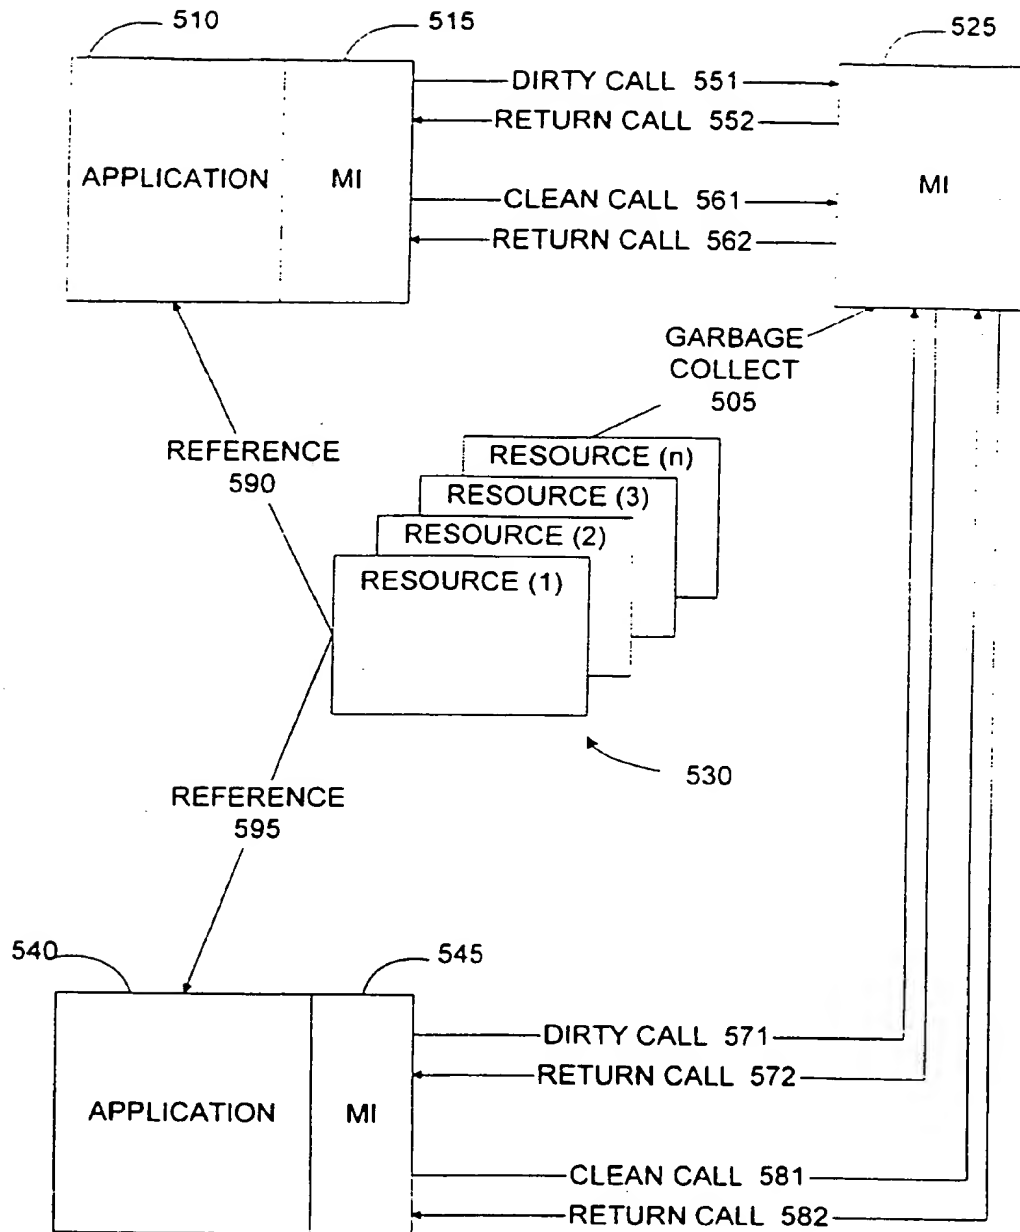 510
515
525
DIRTY CALL 551
RETURN CALL 552
APPLICATION
MI
MI
CLEAN CALL 561
RETURN CALL 562
GARBAGE
COLLECT
505
REFERENCE
590
RESOURCE (n)
RESOURCE (3)
RESOURCE (2)
RESOURCE (1)
530
REFERENCE
595
540
545
DIRTY CALL 571
RETURN CALL 572
APPLICATION
MI
CLEAN CALL 581
RETURN CALL 582